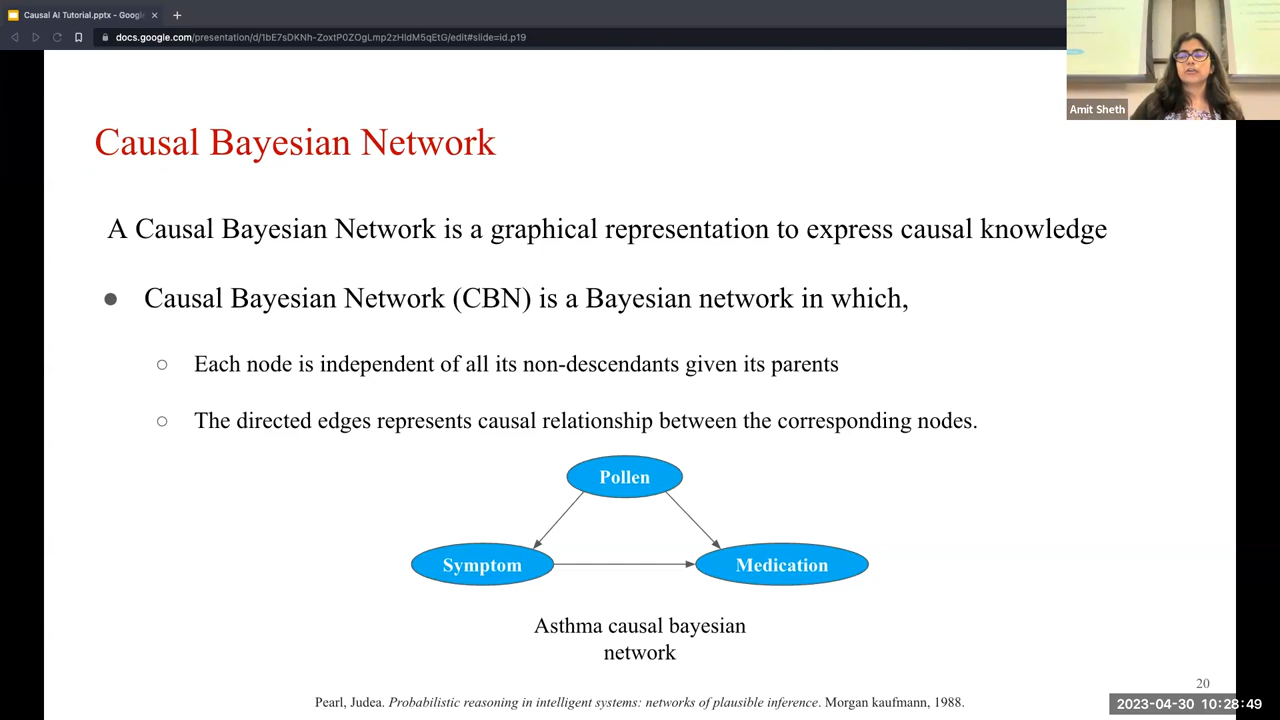 Causal AI Tutorial.pptx - Google
docs.google.com/presentation/d/1bE7sDKNh-ZoxtP0ZOgLmp2zHldM5qEtG/edit#slide=id.p19
Amit Sheth
Causal Bayesian Network
A Causal Bayesian Network is a graphical representation to express causal knowledge
● Causal Bayesian Network (CBN) is a Bayesian network in which,
○ Each node is independent of all its non-descendants given its parents
○ The directed edges represents causal relationship between the corresponding nodes.
Pollen
Symptom
Medication
Asthma causal bayesian
network
20
Pearl, Judea. Probabilistic reasoning in intelligent systems: networks of plausible inference. Morgan kaufmann, 1988.
2023-04-30 10:28:49